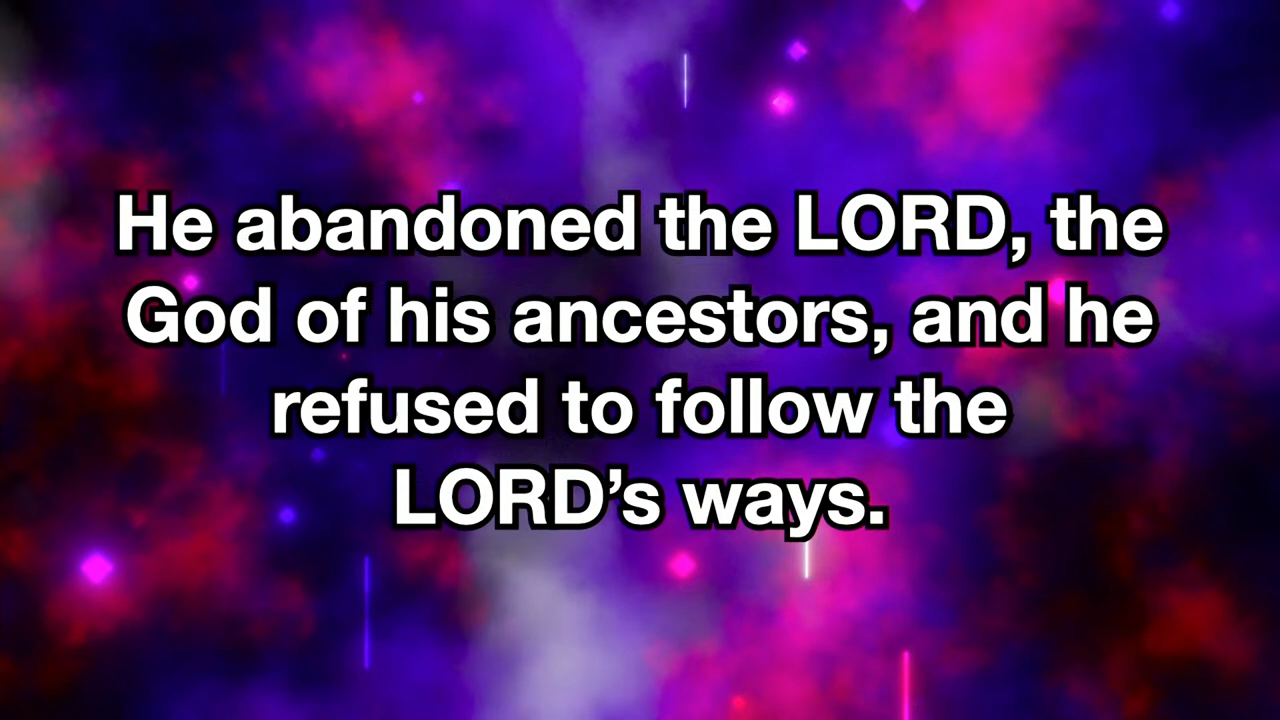 He abandoned the LORD, the
God of his ancestors, and he
refused to follow the
LORD’s ways.